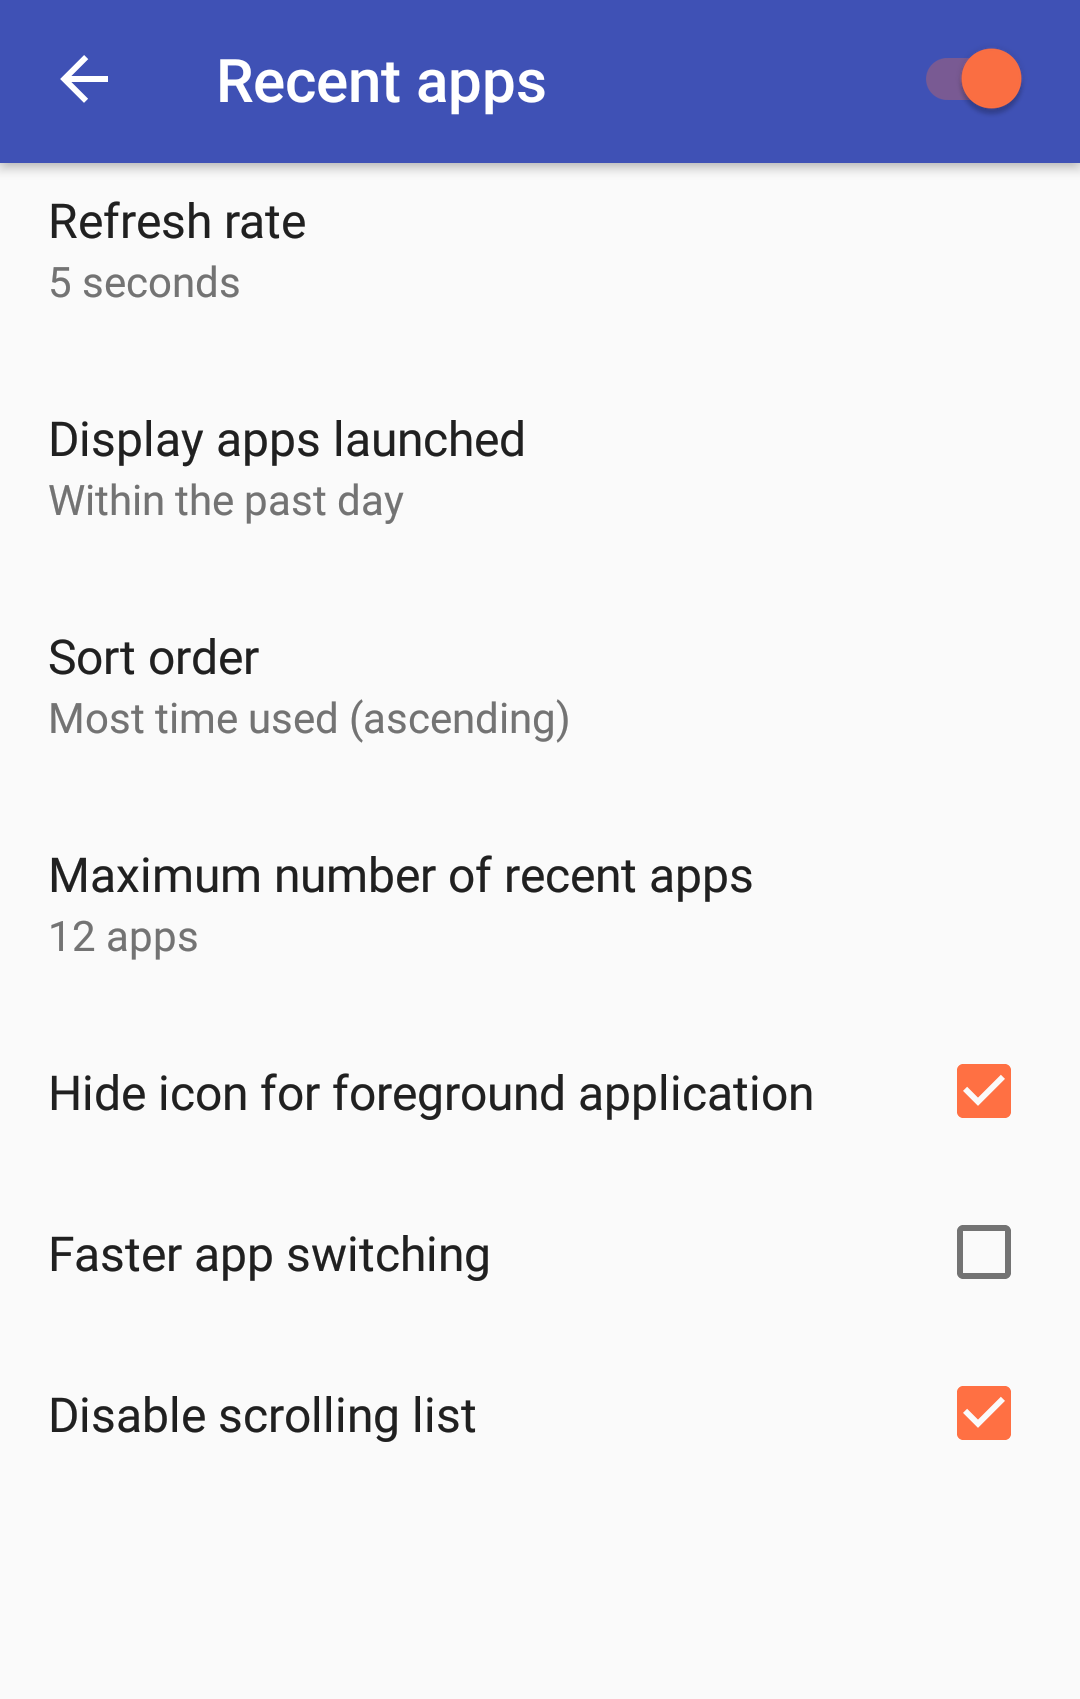 Recent apps
Refresh rate
5 seconds
Display apps launched
Within the past day
Sort order
Most time used (ascending)
Maximum number of recent apps
12 apps
Hide icon for foreground application
Faster app switching
Disable scrolling list